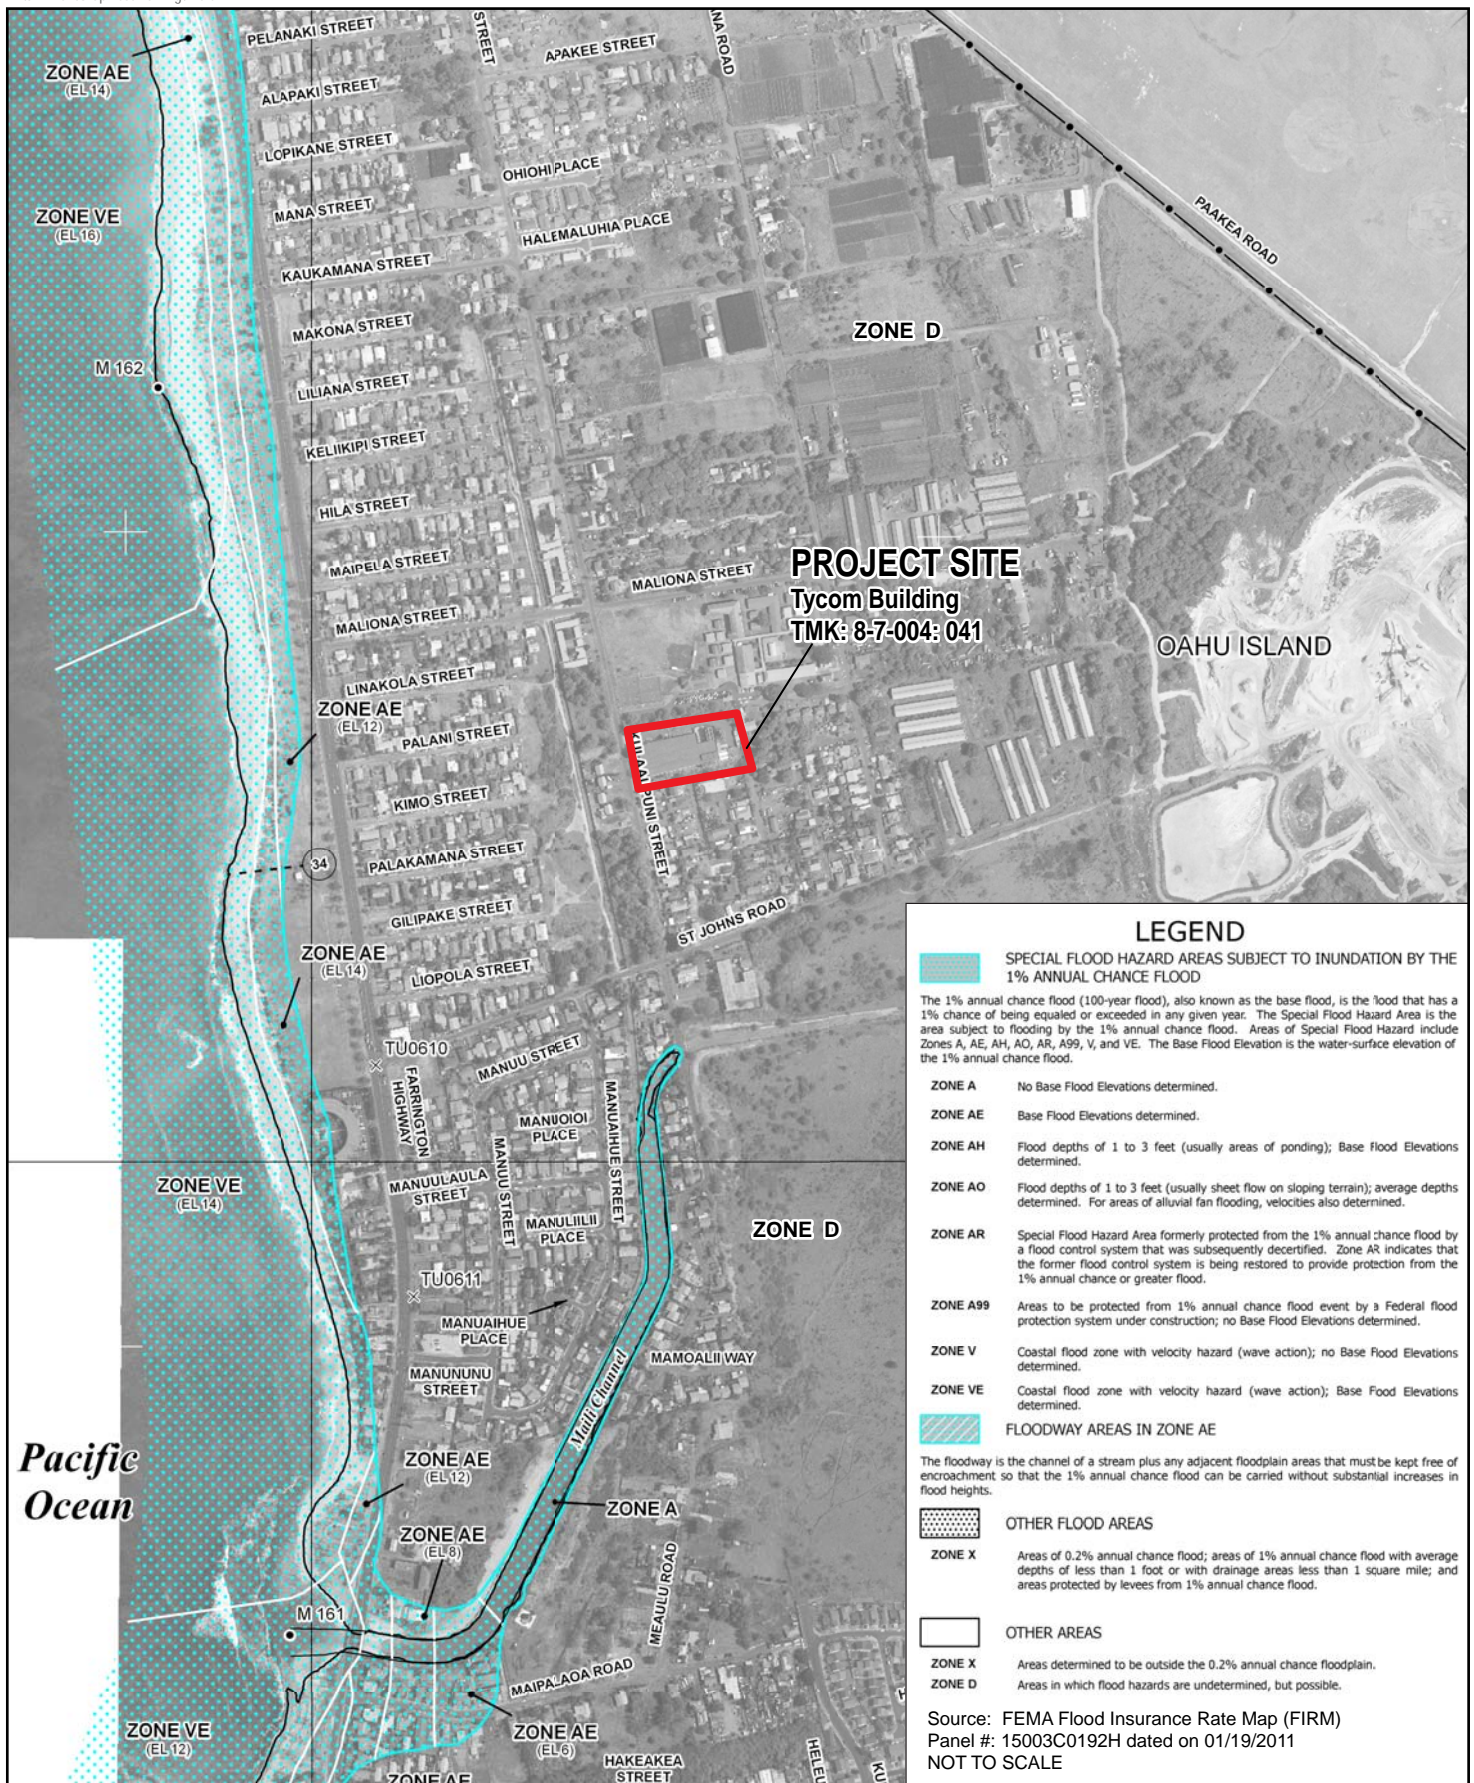 PELANAKI STREET
STREET
APAKEE STREET
NA ROAD
ZONE AE
(EL 14)
ALAPAKI STREET
LOPIKANE STREET
OHIOHI PLACE
MANA STREET
ZONE VE
(EL 16)
HALEMALUHIA PLACE
PAAKEA ROAD
KAUKAMANA STREET
MAKONA STREET
ZONE D
M 162
LILIANA STREET
KELIIKIPI STREET
HILA STREET
MAIPELA STREET
MALIONA STREET
PROJECT SITE
Tycom Building
TMK: 8-7-004: 041
MALIONA STREET
OAHU ISLAND
LINAKOLA STREET
ZONE AE
(EL 12)
PALANI STREET
KULAAUPUNI STREET
KIMO STREET
PALAKAMANA STREET
34
GILIPAKE STREET
ST JOHNS ROAD
ZONE AE
(EL 14)
LIOPOLA STREET
TU0610
MANUU STREET
FARRINGTON
HIGHWAY
MANUOIOI
PLACE
MANUAIHUE STREET
MANUULAULA
STREET
MANUU STREET
ZONE VE
(EL 14)
MANULIILII
PLACE
ZONE D
TU0611
MANUAIHUE
PLACE
MAMOALII WAY
MANUNUNU
STREET
Maili Channel
Pacific
Ocean
ZONE AE
(EL 12)
ZONE A
ZONE AE
(EL 8)
MEAULU ROAD
M 161
MAIPALAOA ROAD
ZONE VE
(EL 12)
ZONE AE
(EL 6)
HAKEAKEA
STREET
HELEU
KU
ZONE AE
LEGEND
SPECIAL FLOOD HAZARD AREAS SUBJECT TO INUNDATION BY THE
1% ANNUAL CHANCE FLOOD
The 1% annual chance flood (100-year flood), also known as the base flood, is the flood that has a
1% chance of being equaled or exceeded in any given year. The Special Flood Hazard Area is the
area subject to flooding by the 1% annual chance flood. Areas of Special Flood Hazard include
Zones A, AE, AH, AO, AR, A99, V, and VE. The Base Flood Elevation is the water-surface elevation of
the 1% annual chance flood.
ZONE A No Base Flood Elevations determined.
ZONE AE Base Flood Elevations determined.
ZONE AH Flood depths of 1 to 3 feet (usually areas of ponding); Base Flood Elevations
determined.
ZONE AO Flood depths of 1 to 3 feet (usually sheet flow on sloping terrain); average depths
determined. For areas of alluvial fan flooding, velocities also determined.
ZONE AR Special Flood Hazard Area formerly protected from the 1% annual chance flood by
a flood control system that was subsequently decertified. Zone AR indicates that
the former flood control system is being restored to provide protection from the
1% annual chance or greater flood.
ZONE A99 Areas to be protected from 1% annual chance flood event by a Federal flood
protection system under construction; no Base Flood Elevations determined.
ZONE V Coastal flood zone with velocity hazard (wave action); no Base Flood Elevations
determined.
ZONE VE Coastal flood zone with velocity hazard (wave action); Base Food Elevations
determined.
FLOODWAY AREAS IN ZONE AE
The floodway is the channel of a stream plus any adjacent floodplain areas that must be kept free of
encroachment so that the 1% annual chance flood can be carried without substantial increases in
flood heights.
OTHER FLOOD AREAS
ZONE X Areas of 0.2% annual chance flood; areas of 1% annual chance flood with average
depths of less than 1 foot or with drainage areas less than 1 square mile; and
areas protected by levees from 1% annual chance flood.
OTHER AREAS
ZONE X Areas determined to be outside the 0.2% annual chance floodplain.
ZONE D Areas in which flood hazards are undetermined, but possible.
Source: FEMA Flood Insurance Rate Map (FIRM)
Panel #: 15003C0192H dated on 01/19/2011
NOT TO SCALE